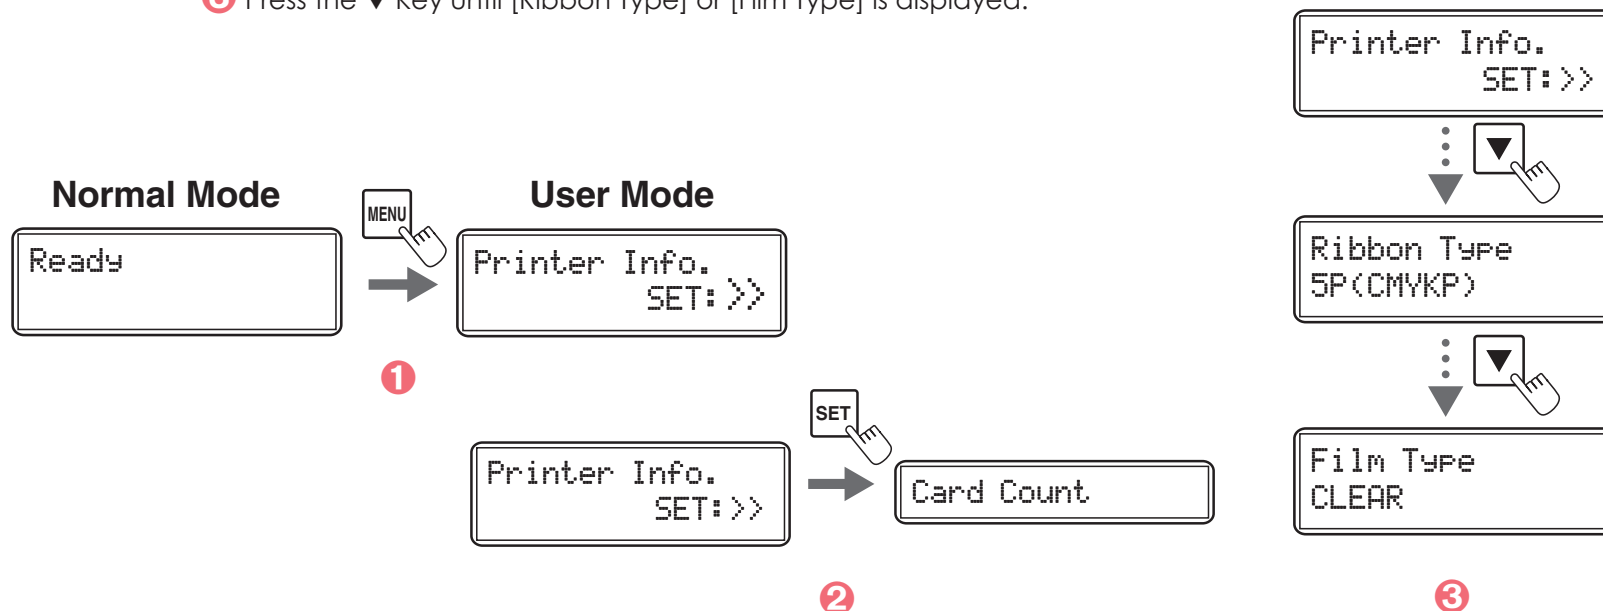 ❸ Press the ▼ Key until [Ribbon Type] or [Film Type] is displayed.
Normal Mode
Ready
MENU
User Mode
Printer Info.
SET:>>
❶
Printer Info.
SET:>>
SET
Card Count
❷
Printer Info.
SET:>>
▼
Ribbon Type
5P(CMYKP)
▼
Film Type
CLEAR
❸